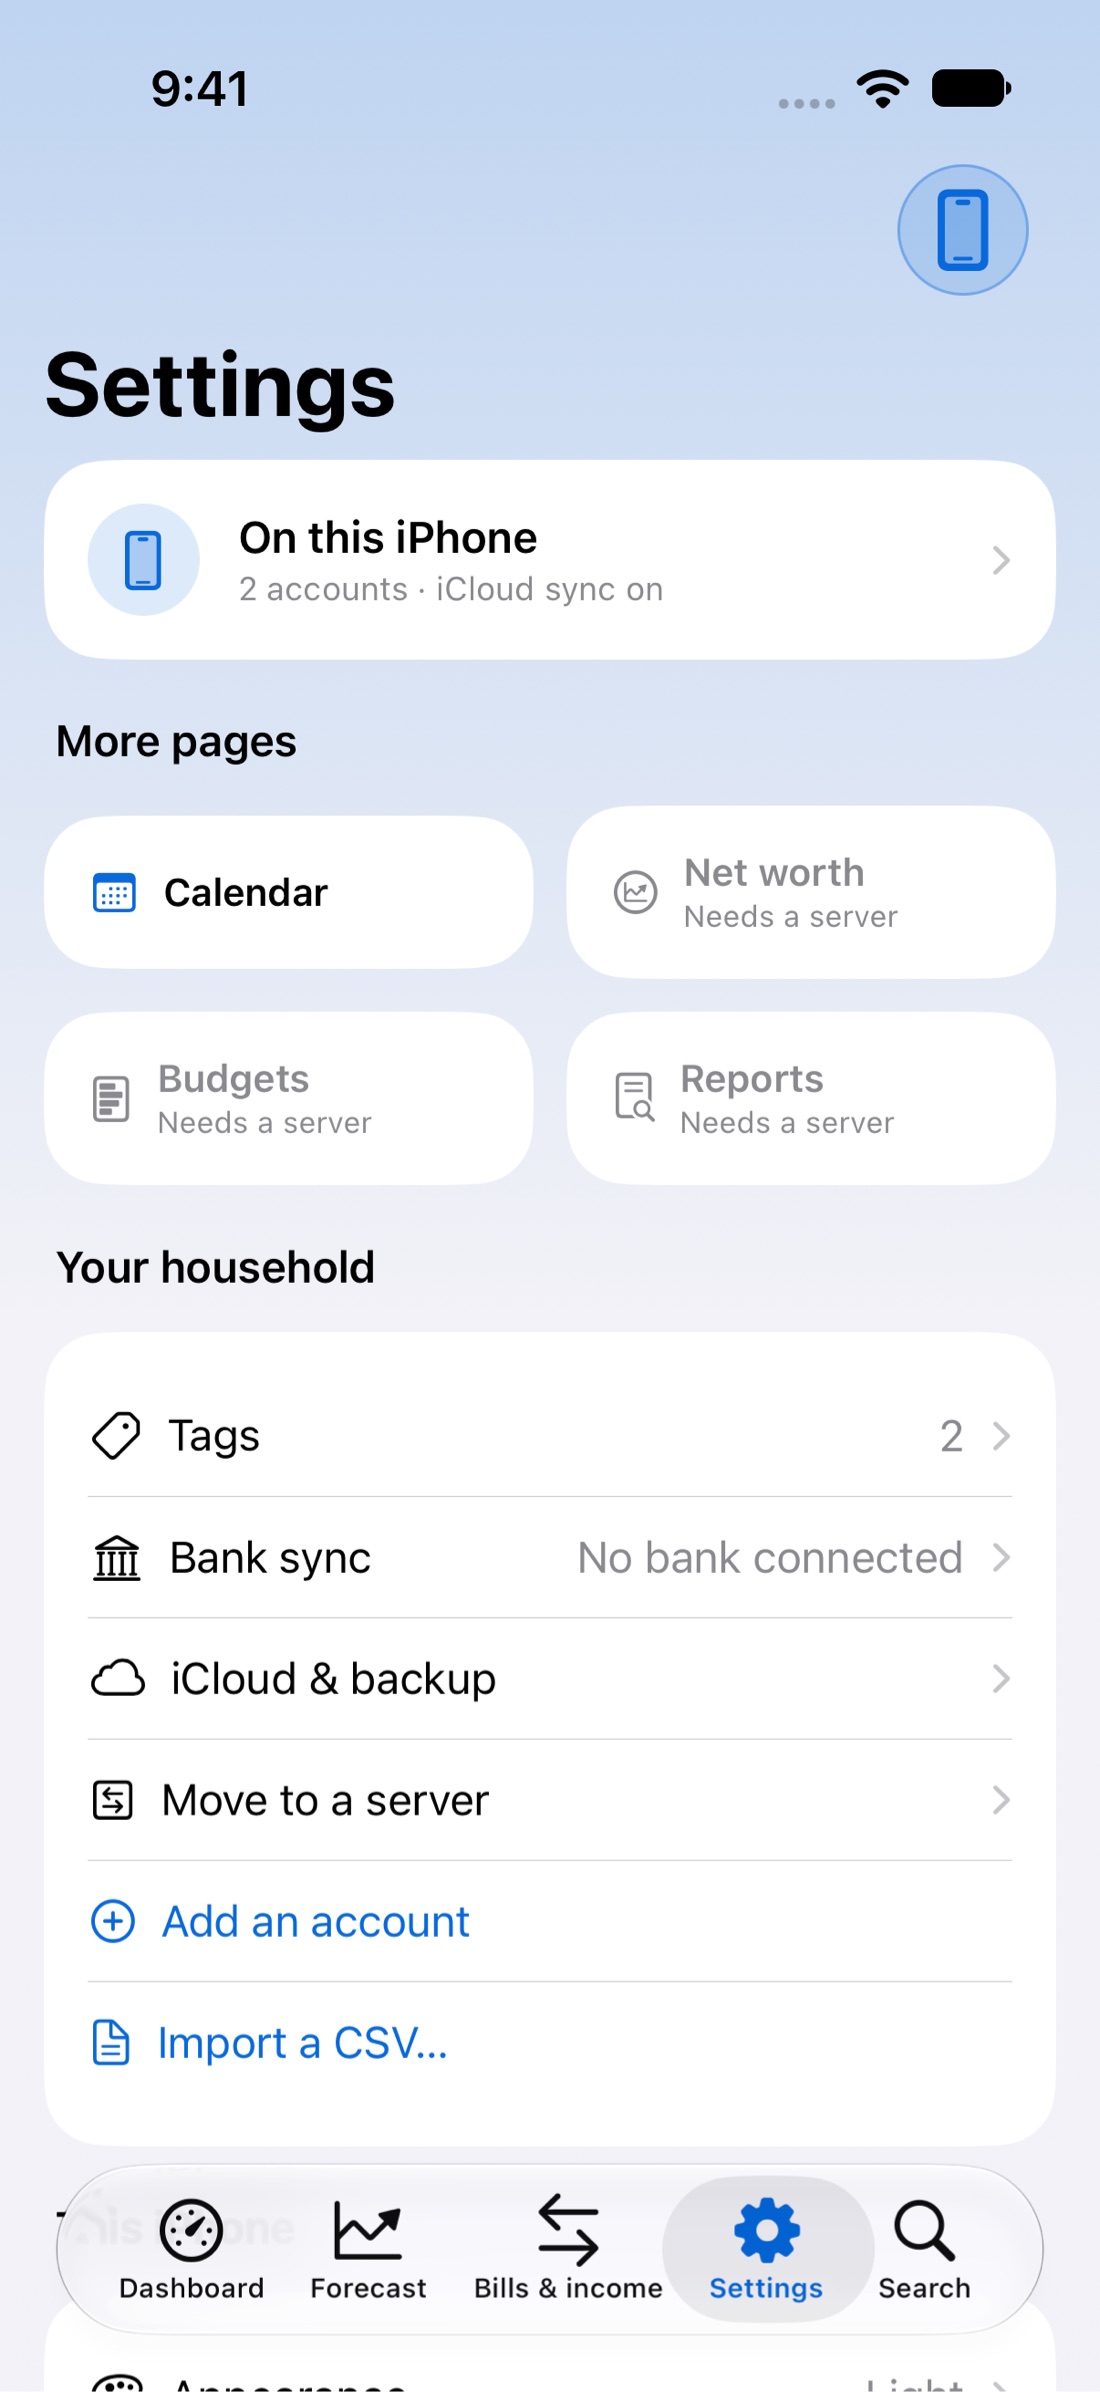 9:41
Settings
On this iPhone
2 accounts · iCloud sync on
More pages
Calendar
Net worth
Needs a server
Budgets
Needs a server
Reports
Needs a server
Your household
Tags
2
Bank sync
No bank connected
iCloud & backup
Move to a server
Add an account
Import a CSV...
Dashboard
Forecast
Bills & income
Settings
Search
Appearance
Light